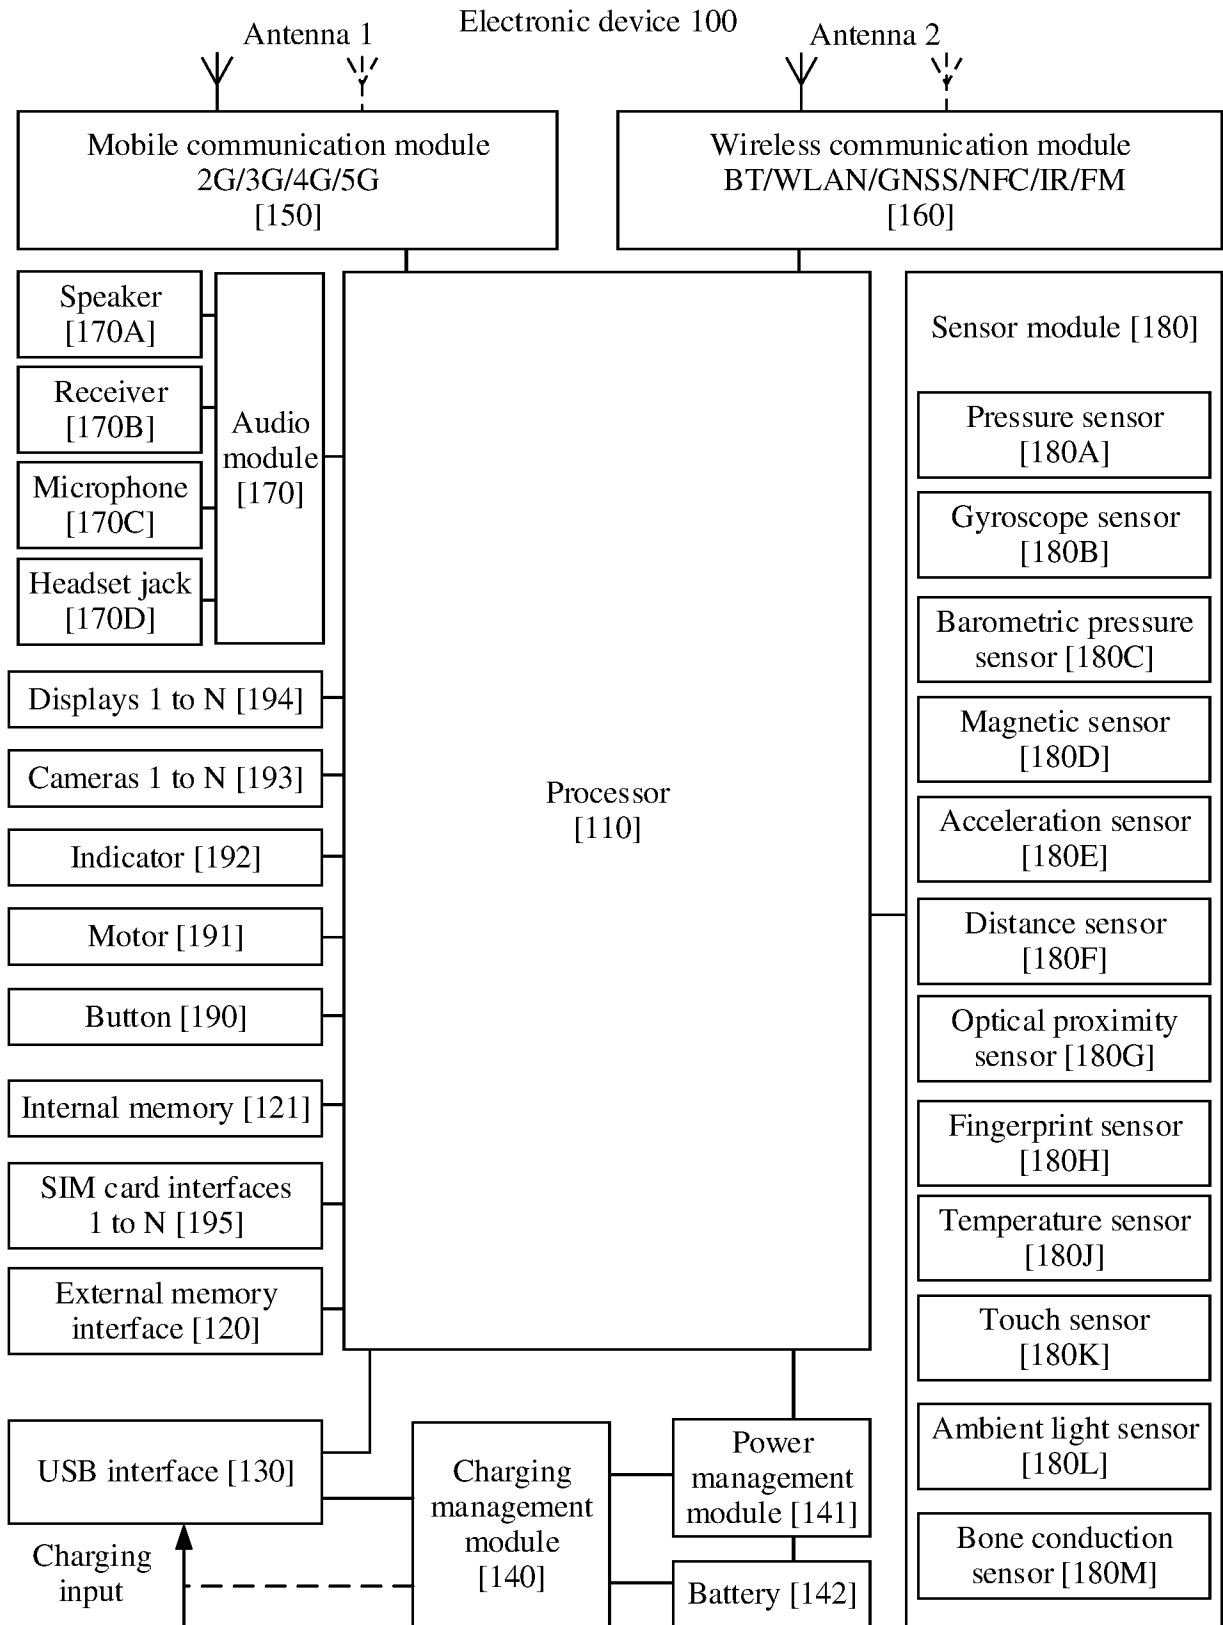 Electronic device 100
Antenna 1
Antenna 2
Mobile communication module
2G/3G/4G/5G
[150]
Wireless communication module
BT/WLAN/GNSS/NFC/IR/FM
[160]
Speaker
[170A]
Receiver
[170B]
Microphone
[170C]
Headset jack
[170D]
Audio
module
[170]
Displays 1 to N [194]
Cameras 1 to N [193]
Indicator [192]
Motor [191]
Button [190]
Internal memory [121]
SIM card interfaces
1 to N [195]
External memory
interface [120]
Processor
[110]
Sensor module [180]
Pressure sensor
[180A]
Gyroscope sensor
[180B]
Barometric pressure
sensor [180C]
Magnetic sensor
[180D]
Acceleration sensor
[180E]
Distance sensor
[180F]
Optical proximity
sensor [180G]
Fingerprint sensor
[180H]
Temperature sensor
[180J]
Touch sensor
[180K]
Ambient light sensor
[180L]
Bone conduction
sensor [180M]
USB interface [130]
Charging
input
Charging
management
module
[140]
Power
management
module [141]
Battery [142]